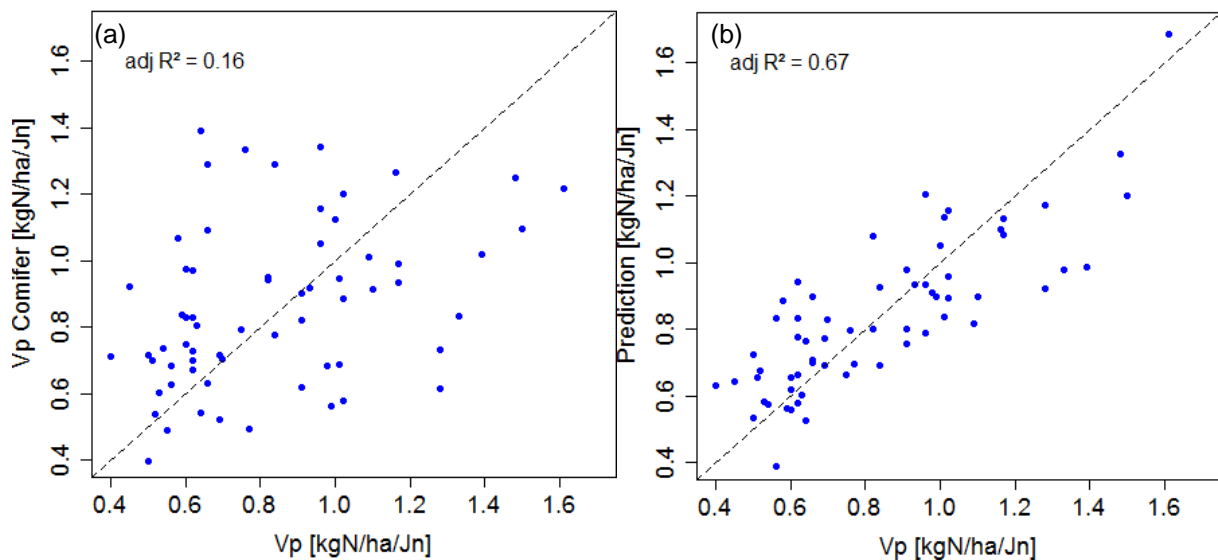 (a)
adj R² = 0.16
1.6
1.4
1.2
1.0
0.8
0.6
0.4
Vp Comifer [kgN/ha/Jn]
0.4 0.6 0.8 1.0 1.2 1.4 1.6
Vp [kgN/ha/Jn]
(b)
adj R² = 0.67
1.6
1.4
1.2
1.0
0.8
0.6
0.4
Prediction [kgN/ha/Jn]
0.4 0.6 0.8 1.0 1.2 1.4 1.6
Vp [kgN/ha/Jn]